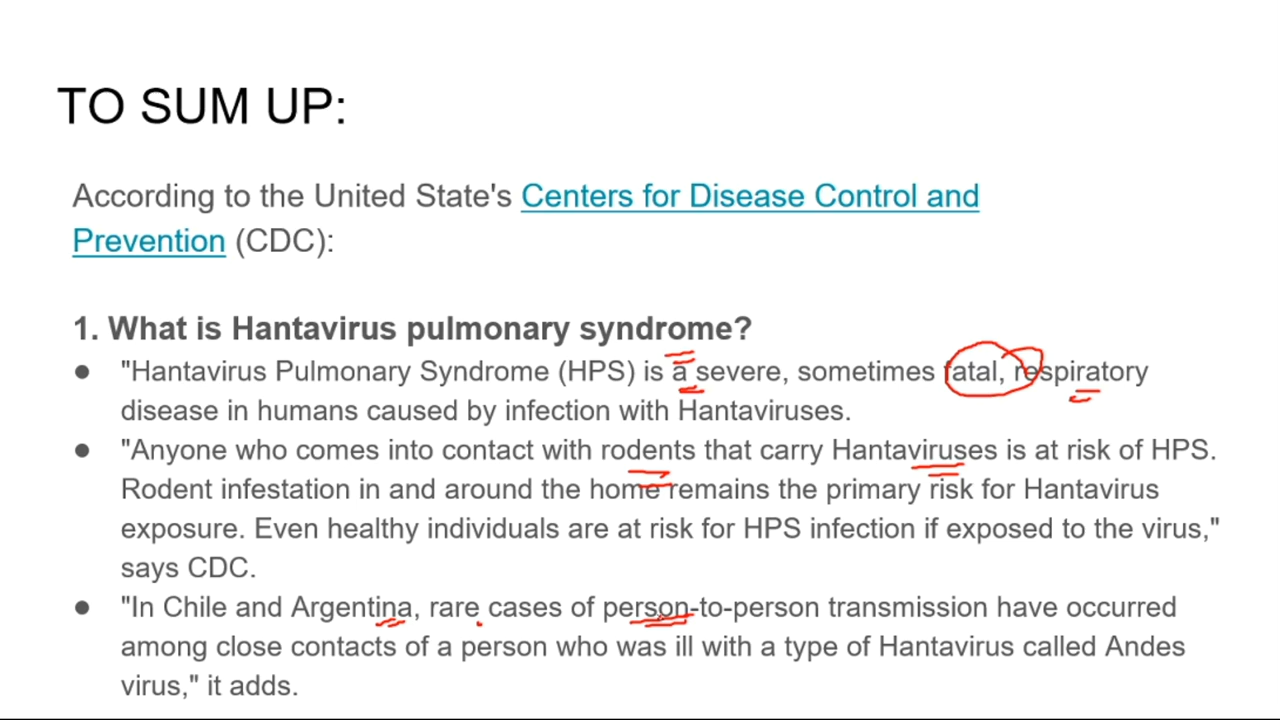 TO SUM UP:
According to the United State's Centers for Disease Control and
Prevention (CDC):
1. What is Hantavirus pulmonary syndrome?
● "Hantavirus Pulmonary Syndrome (HPS) is a severe, sometimes fatal, respiratory
disease in humans caused by infection with Hantaviruses.
● "Anyone who comes into contact with rodents that carry Hantaviruses is at risk of HPS.
Rodent infestation in and around the home remains the primary risk for Hantavirus
exposure. Even healthy individuals are at risk for HPS infection if exposed to the virus,"
says CDC.
● "In Chile and Argentina, rare cases of person-to-person transmission have occurred
among close contacts of a person who was ill with a type of Hantavirus called Andes
virus," it adds.